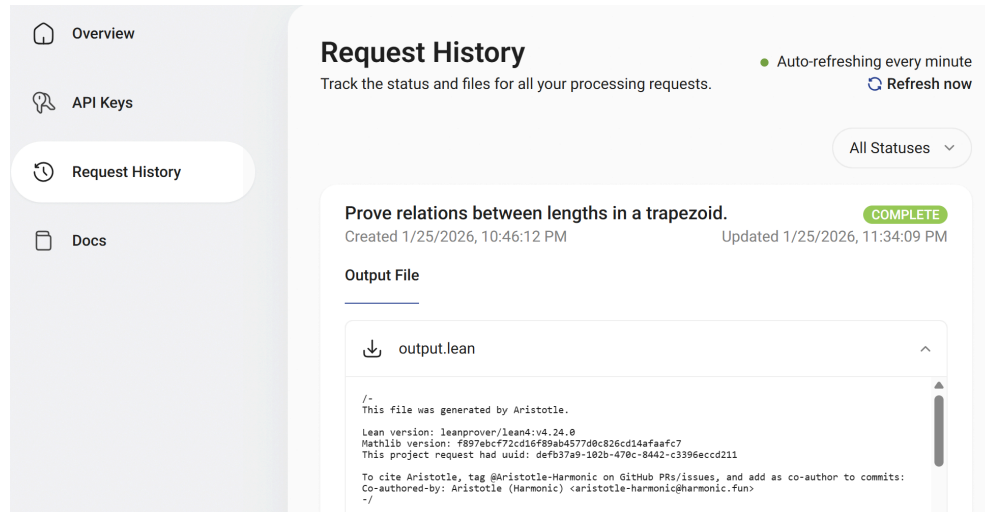 Overview
API Keys
Request History
Docs
Request History
Track the status and files for all your processing requests.
Auto-refreshing every minute
Refresh now
All Statuses
Prove relations between lengths in a trapezoid.
COMPLETE
Created 1/25/2026, 10:46:12 PM
Updated 1/25/2026, 11:34:09 PM
Output File
output.lean
/-
This file was generated by Aristotle.
Lean version: leanprover/lean4:v4.24.0
Mathlib version: f897ebcf72cd16f89ab4577d0c826cd14afaafc7
This project request had uuid: defb37a9-102b-470c-8442-c3396eccd211
To cite Aristotle, tag @Aristotle-Harmonic on GitHub PRs/issues, and add as co-author to commits:
Co-authored-by: Aristotle (Harmonic) <aristotle-harmonic@harmonic.fun>
-/